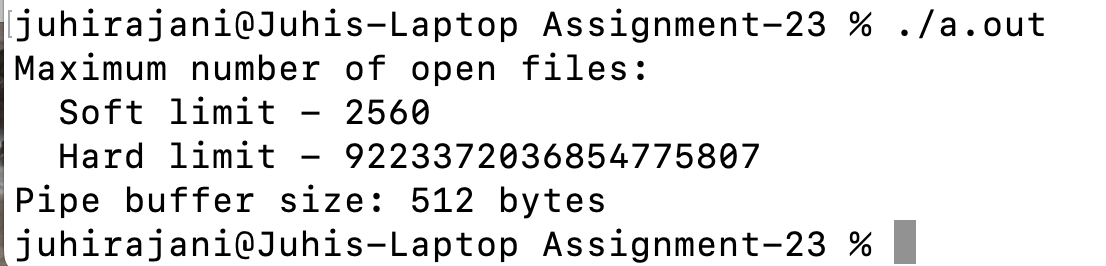 juhirajani@Juhis-Laptop Assignment-23 % ./a.out
Maximum number of open files:
  Soft limit - 2560
  Hard limit - 9223372036854775807
Pipe buffer size: 512 bytes
juhirajani@Juhis-Laptop Assignment-23 %